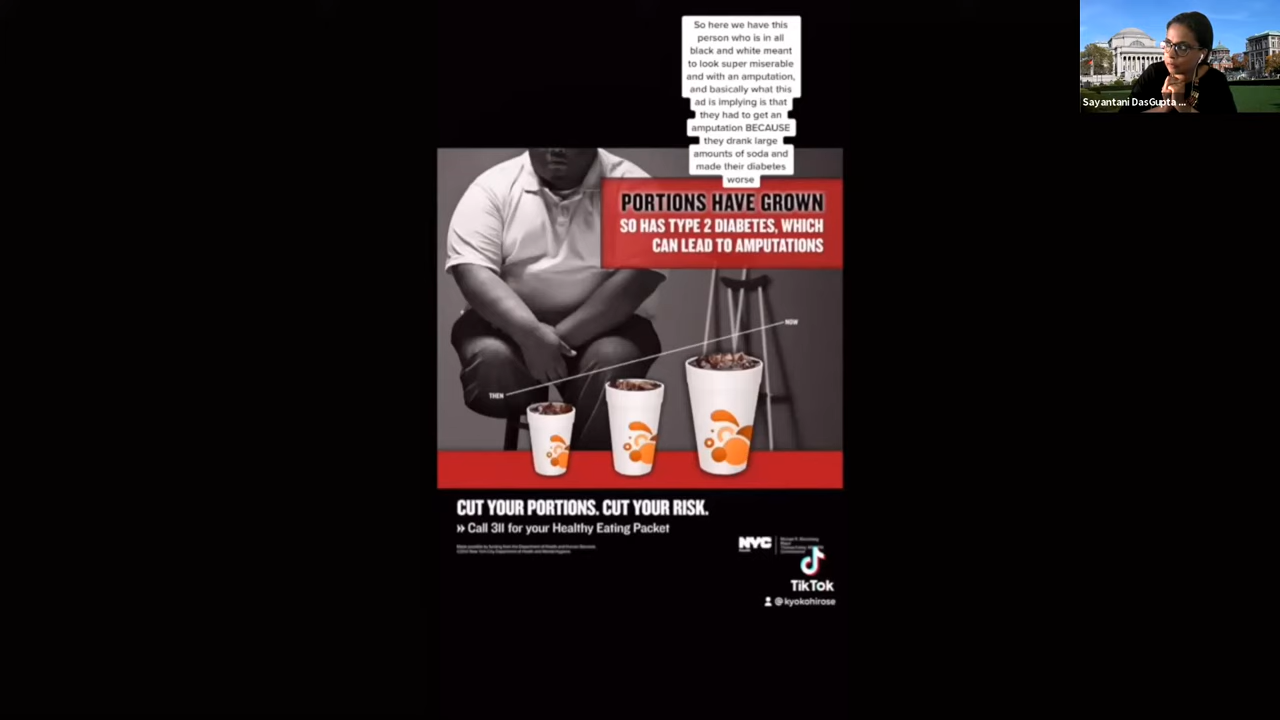 So here we have this
person who is in all
black and white meant
to look super miserable
and with an amputation,
and basically what this
ad is implying is that
they had to get an
amputation BECAUSE
they drank large
amounts of soda and
made their diabetes
worse
Sayantani DasGupta ...
PORTIONS HAVE GROWN
SO HAS TYPE 2 DIABETES, WHICH
CAN LEAD TO AMPUTATIONS
NOW
THEN
CUT YOUR PORTIONS. CUT YOUR RISK.
Call 311 for your Healthy Eating Packet
NYC
TikTok
@kyokohirose